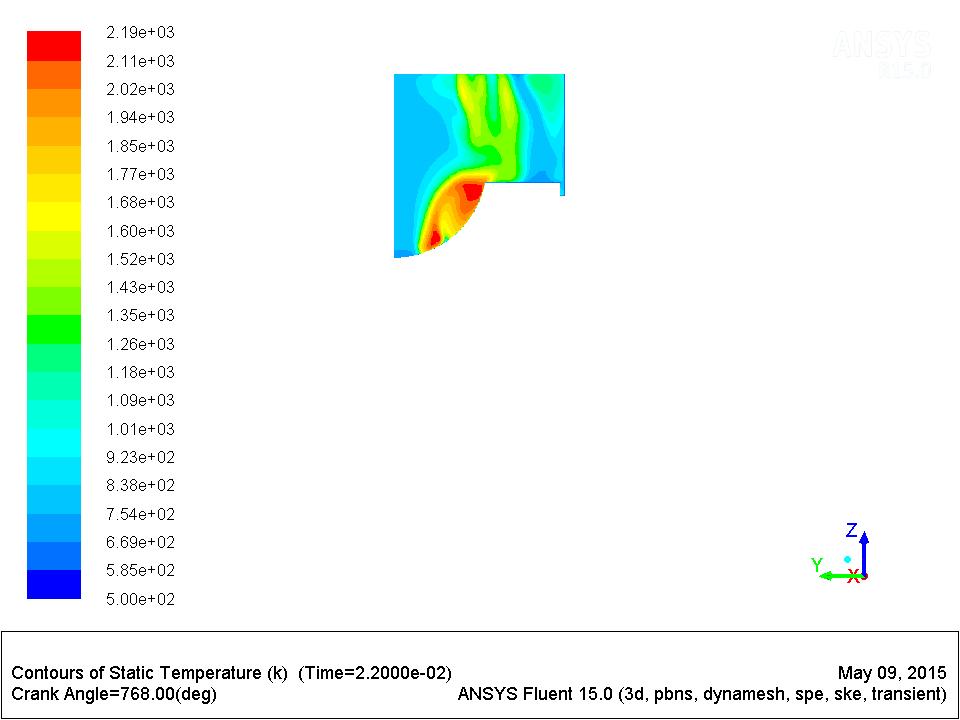 2.19e+03
2.11e+03
2.02e+03
1.94e+03
1.85e+03
1.77e+03
1.68e+03
1.60e+03
1.52e+03
1.43e+03
1.35e+03
1.26e+03
1.18e+03
1.09e+03
1.01e+03
9.23e+02
8.38e+02
7.54e+02
6.69e+02
5.85e+02
5.00e+02
ANSYS
R15.0
Z
Y
X
Contours of Static Temperature (k) (Time=2.2000e-02)
Crank Angle=768.00(deg)
May 09, 2015
ANSYS Fluent 15.0 (3d, pbns, dynamesh, spe, ske, transient)